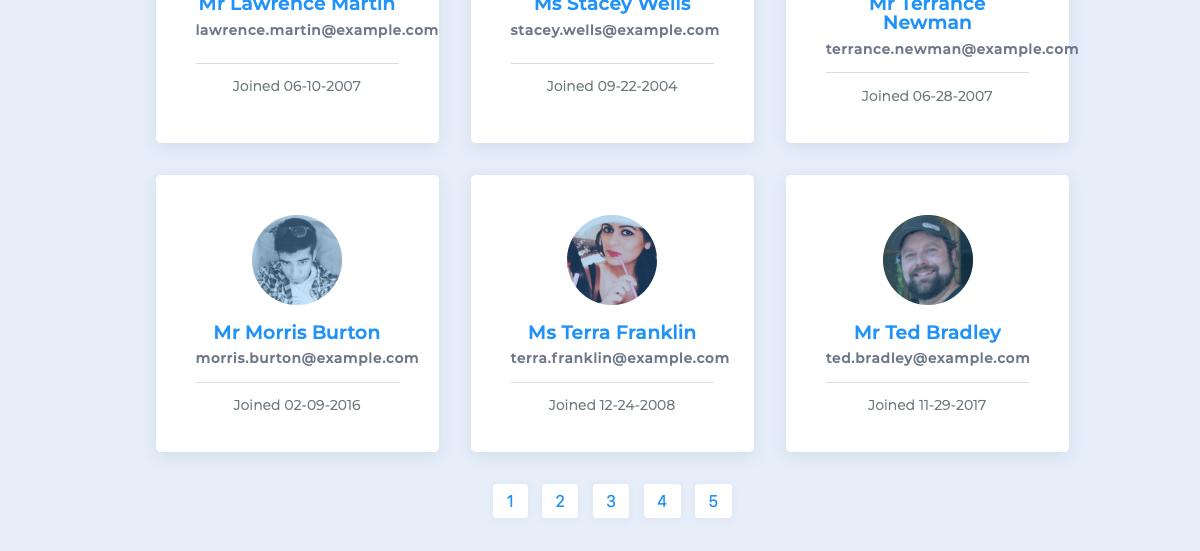 Mr Lawrence Martin
lawrence.martin@example.com
Joined 06-10-2007
Ms Stacey Wells
stacey.wells@example.com
Joined 09-22-2004
Mr Terrance
Newman
terrance.newman@example.com
Joined 06-28-2007
Mr Morris Burton
morris.burton@example.com
Joined 02-09-2016
Ms Terra Franklin
terra.franklin@example.com
Joined 12-24-2008
Mr Ted Bradley
ted.bradley@example.com
Joined 11-29-2017
1 2 3 4 5